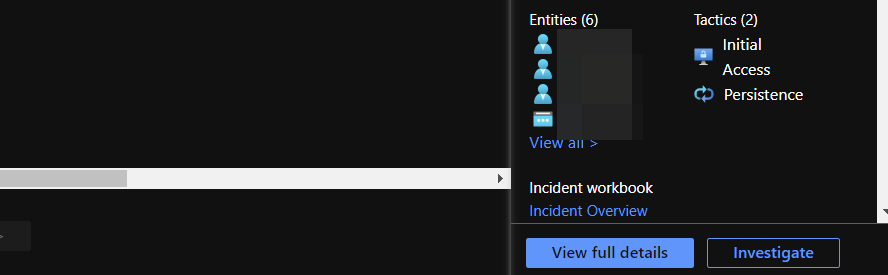 Entities (6)
Tactics (2)
Initial
Access
Persistence
View all >
Incident workbook
Incident Overview
View full details
Investigate